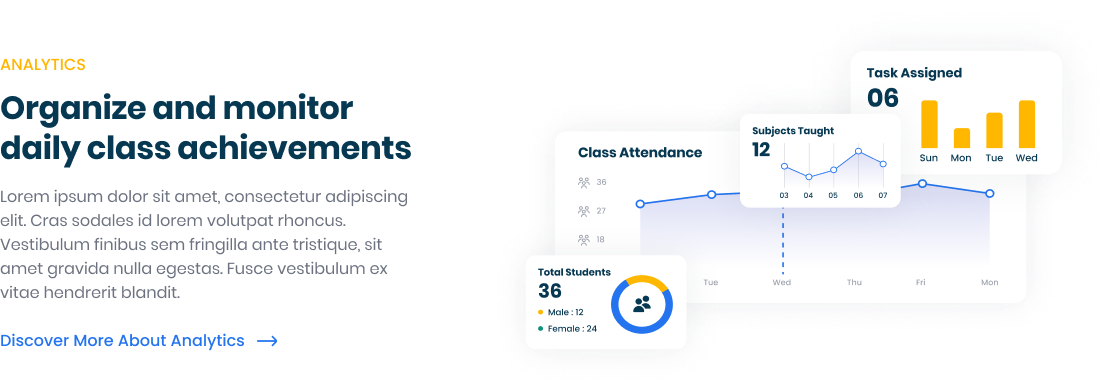 ANALYTICS
Organize and monitor
daily class achievements
Lorem ipsum dolor sit amet, consectetur adipiscing
elit. Cras sodales id lorem volutpat rhoncus.
Vestibulum finibus sem fringilla ante tristique, sit
amet gravida nulla egestas. Fusce vestibulum ex
vitae hendrerit blandit.
Discover More About Analytics
Task Assigned
06
Sun Mon Tue Wed
Subjects Taught
12
03 04 05 06 07
Class Attendance
36
27
18
Tue Wed Thu Fri Mon
Total Students
36
Male : 12
Female : 24